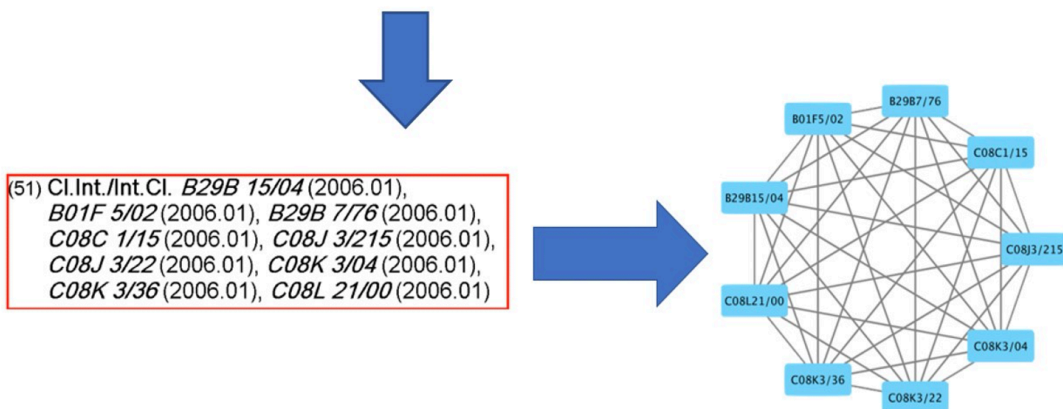 (51) Cl.Int./Int.Cl. B29B 15/04 (2006.01),
B01F 5/02 (2006.01), B29B 7/76 (2006.01),
C08C 1/15 (2006.01), C08J 3/215 (2006.01),
C08J 3/22 (2006.01), C08K 3/04 (2006.01),
C08K 3/36 (2006.01), C08L 21/00 (2006.01)
B29B7/76
B01F5/02
C08C1/15
B29B15/04
C08J3/215
C08L21/00
C08K3/04
C08K3/36
C08K3/22